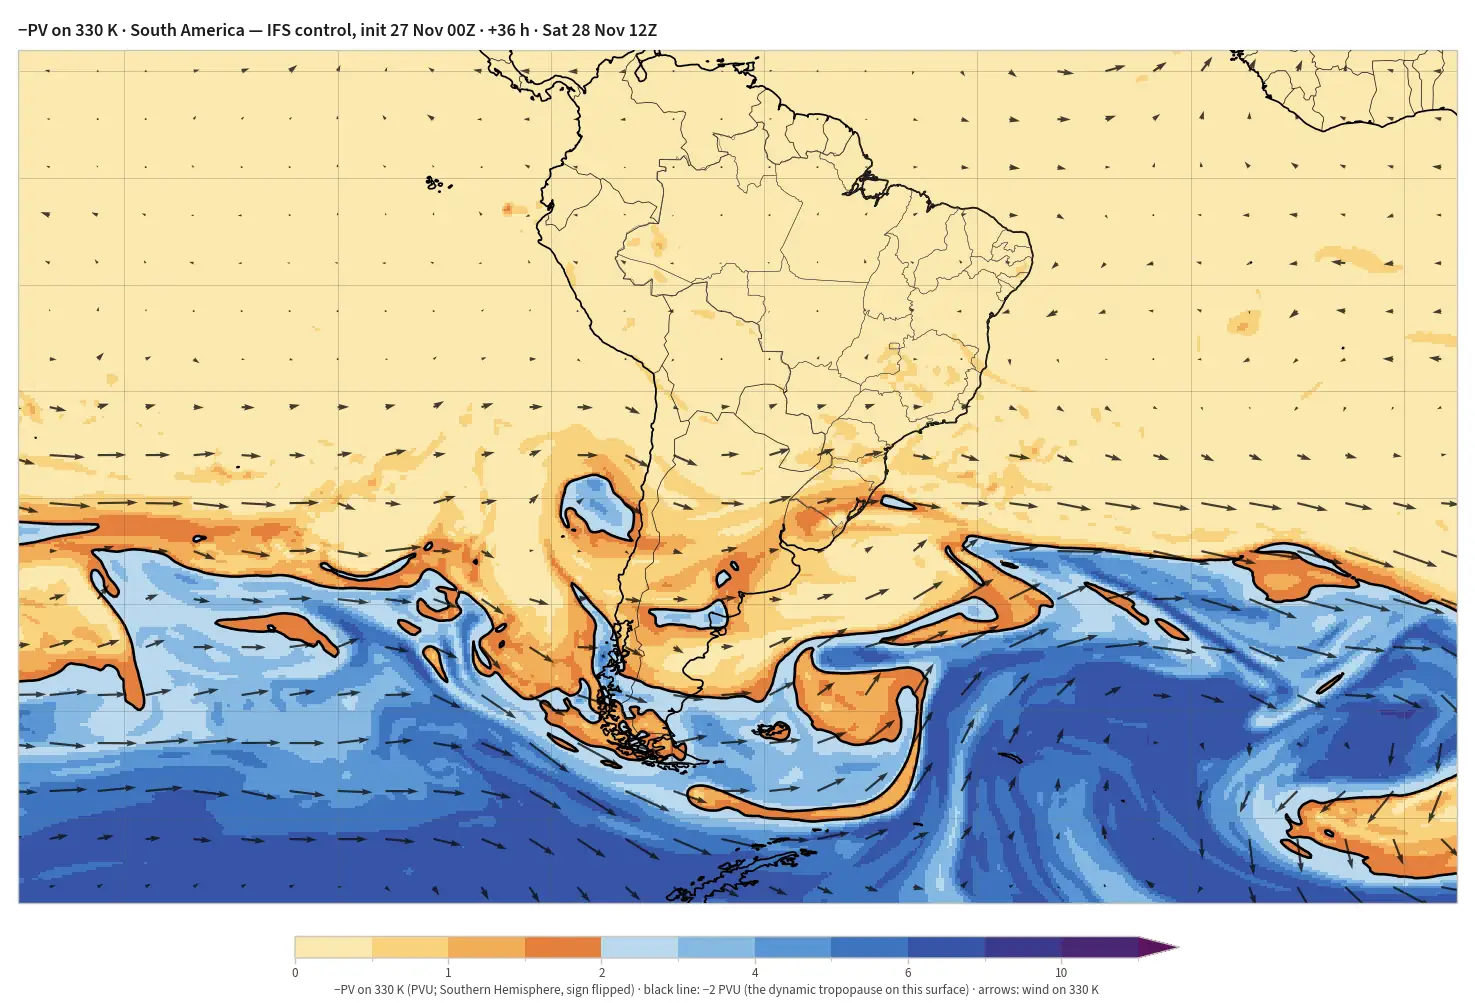 −PV on 330 K · South America — IFS control, init 27 Nov 00Z · +36 h · Sat 28 Nov 12Z
0 1 2 4 6 10
−PV on 330 K (PVU; Southern Hemisphere, sign flipped) · black line: −2 PVU (the dynamic tropopause on this surface) · arrows: wind on 330 K